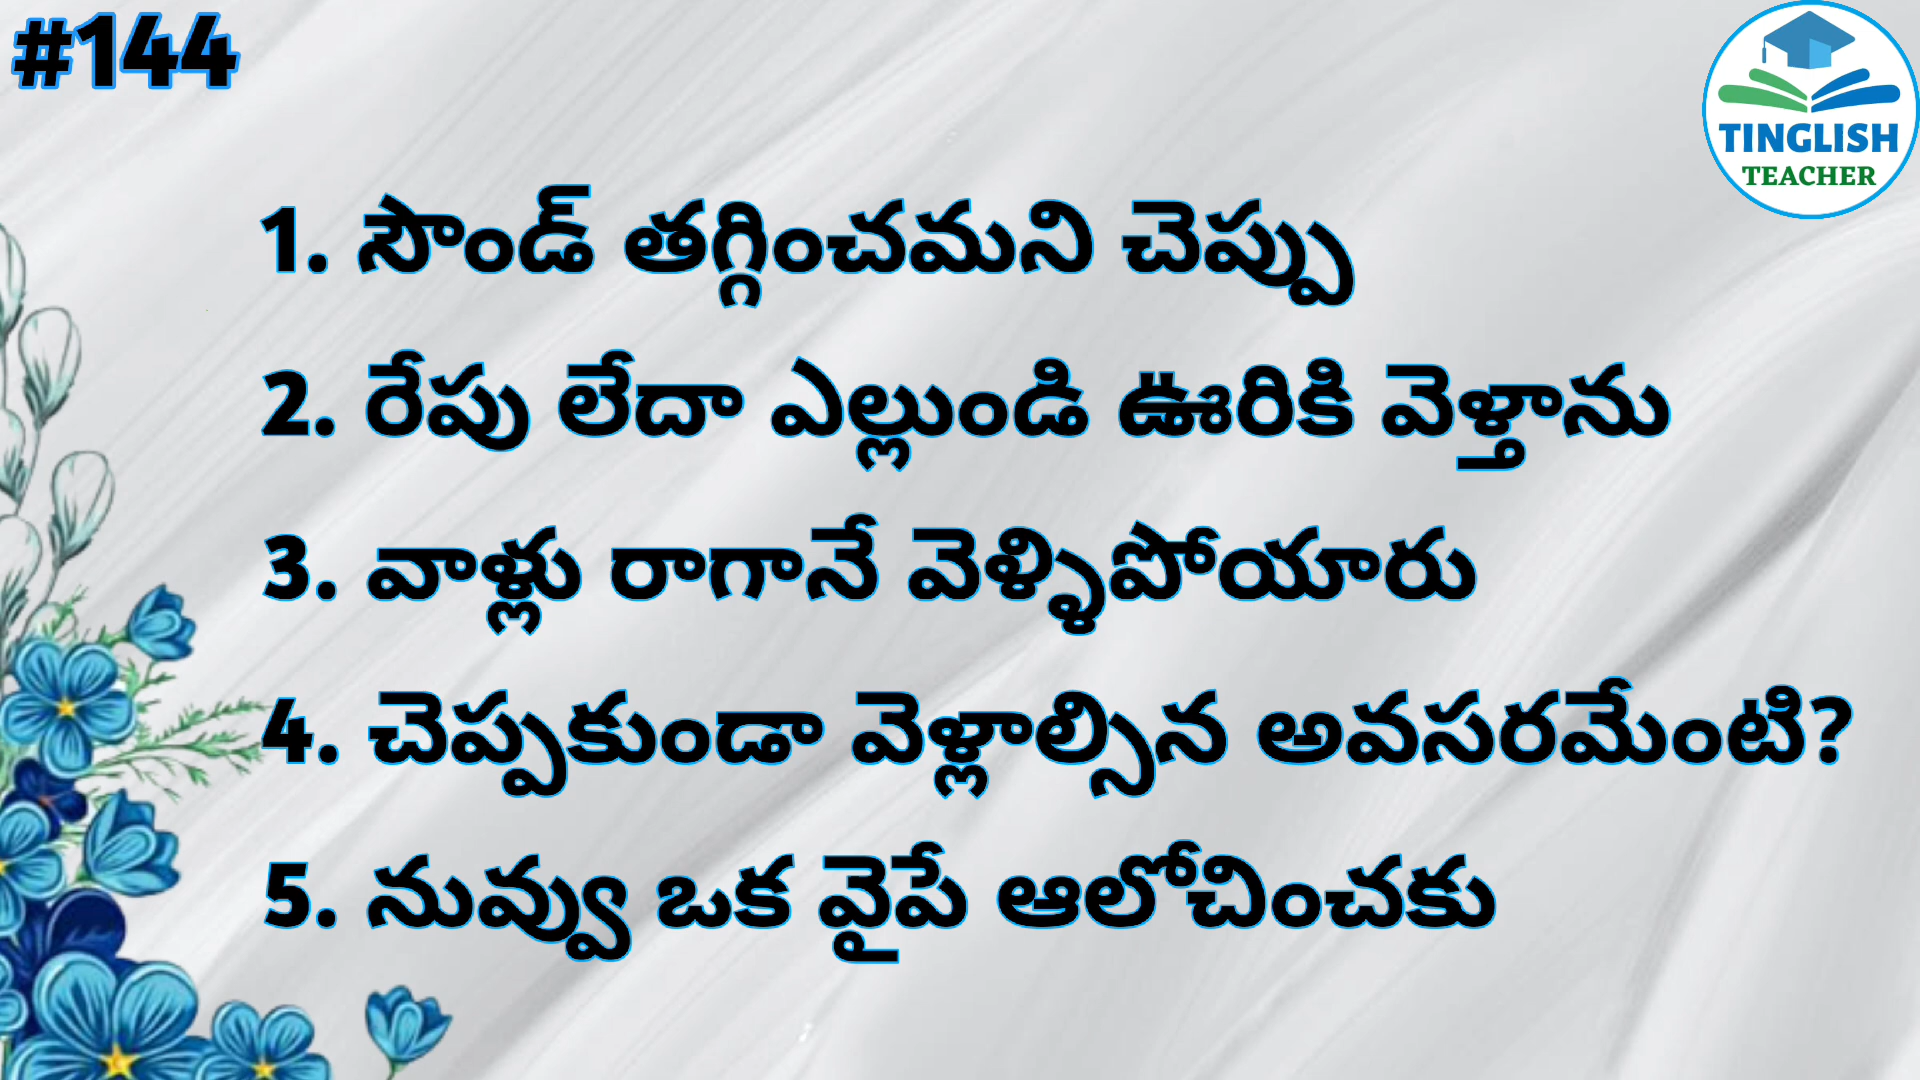 #144
TINGLISH
TEACHER
1. సౌండ్ తగ్గించమని చెప్పు
2. రేపు లేదా ఎల్లుండి ఊరికి వెళ్తాను
3. వాళ్లు రాగానే వెళ్ళిపోయారు
4. చెప్పకుండా వెళ్లాల్సిన అవసరమేంటి?
5. నువ్వు ఒక వైపే ఆలోచించకు